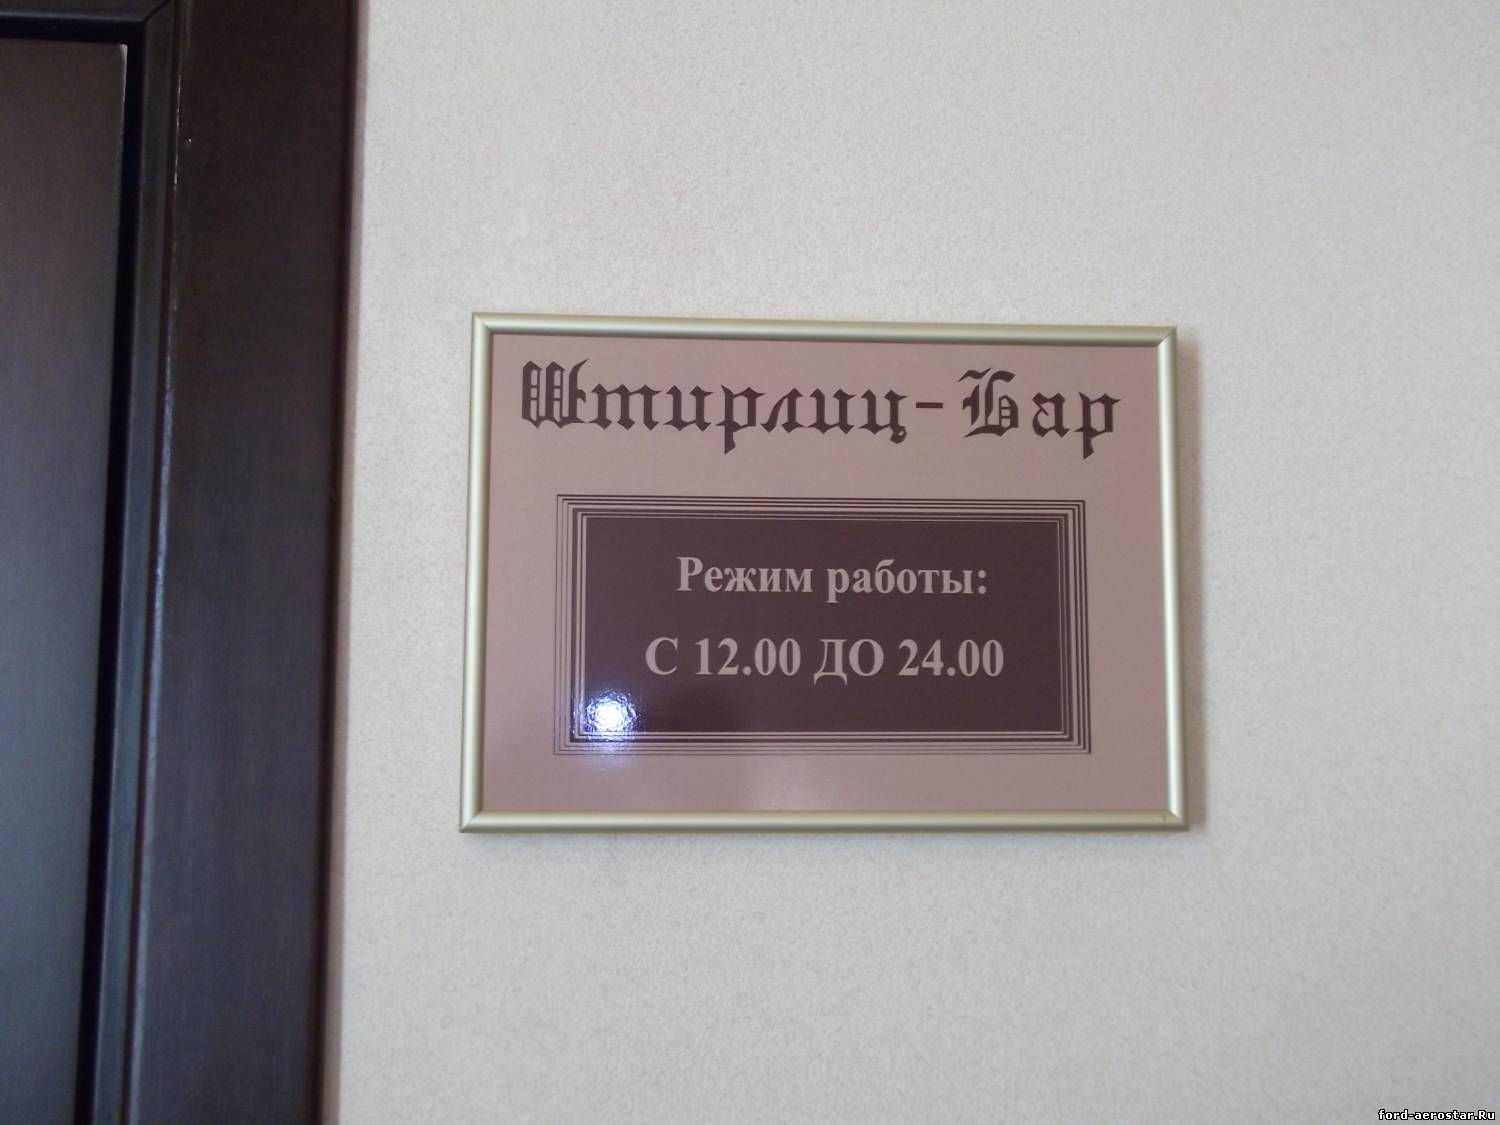 Штирлиц-Бар
Режим работы:
С 12.00 ДО 24.00
ford-aerostar.Ru